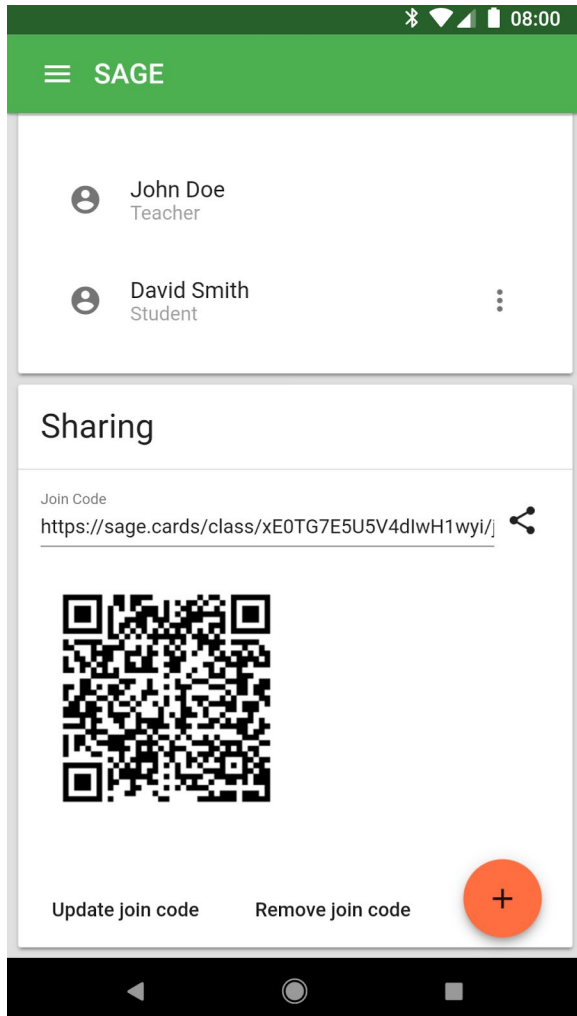 08:00
SAGE
John Doe
Teacher
David Smith
Student
Sharing
Join Code
https://sage.cards/class/xE0TG7E5U5V4dIwH1wyi/j
Update join code
Remove join code